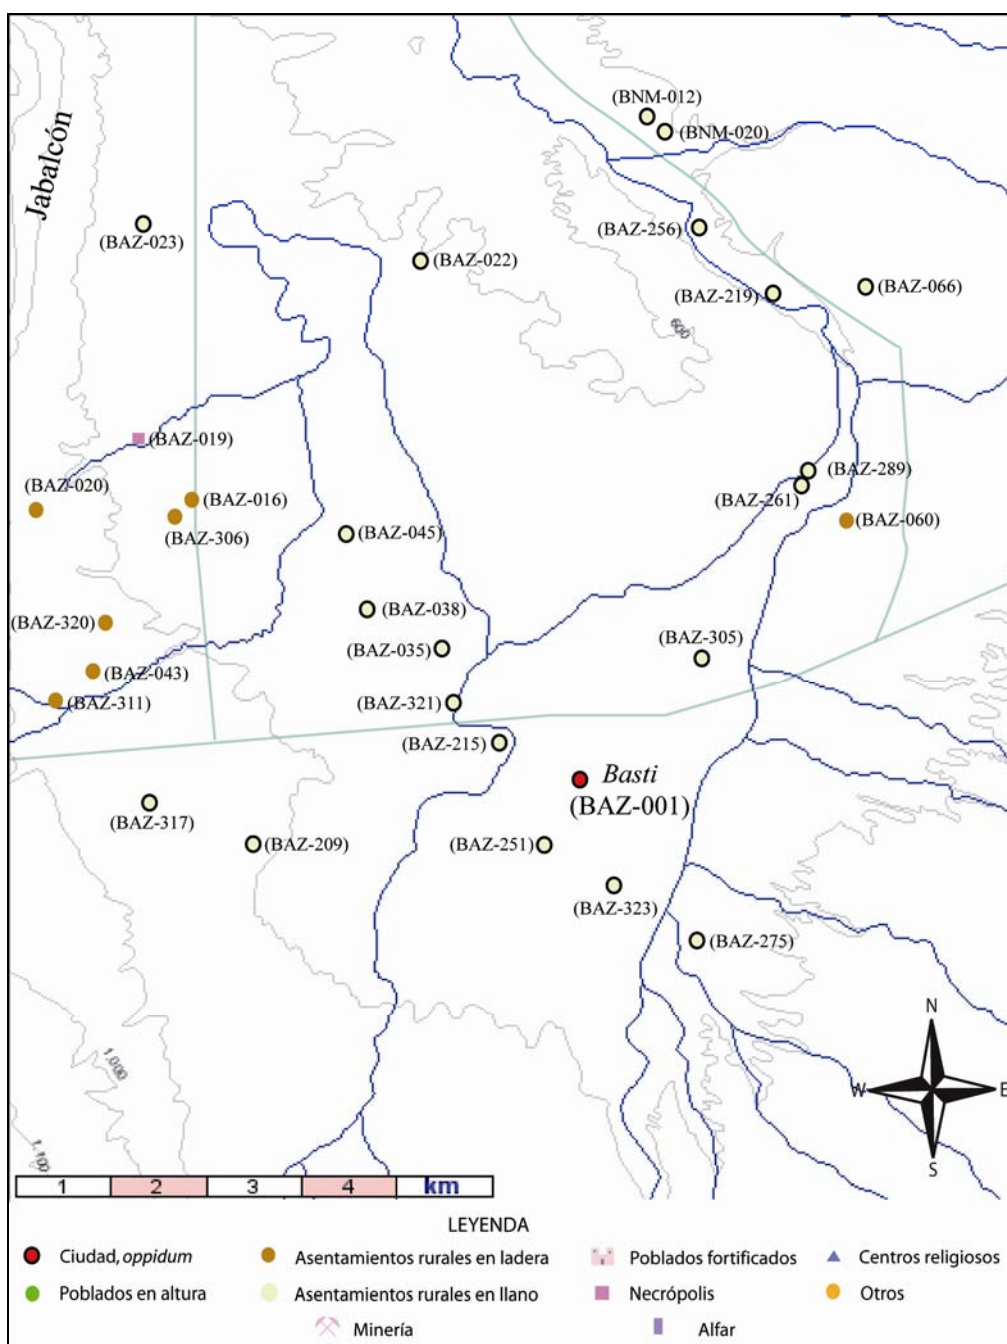 (BNM-012)
(BNM-020)
Jabalcón
(BAZ-023)
(BAZ-256)
(BAZ-022)
(BAZ-219)
(BAZ-066)
600
(BAZ-019)
(BAZ-020)
(BAZ-016)
(BAZ-306)
(BAZ-289)
(BAZ-261)
(BAZ-060)
(BAZ-045)
(BAZ-038)
(BAZ-320)
(BAZ-035)
(BAZ-305)
(BAZ-043)
(BAZ-311)
(BAZ-321)
(BAZ-215)
Basti
(BAZ-001)
(BAZ-317)
(BAZ-209)
(BAZ-251)
(BAZ-323)
(BAZ-275)
N
W E
S
1,000
1,100
1 2 3 4 km
LEYENDA
Ciudad, oppidum Asentamientos rurales en ladera Poblados fortificados Centros religiosos
Poblados en altura Asentamientos rurales en llano Necrópolis Otros
Minería Alfar